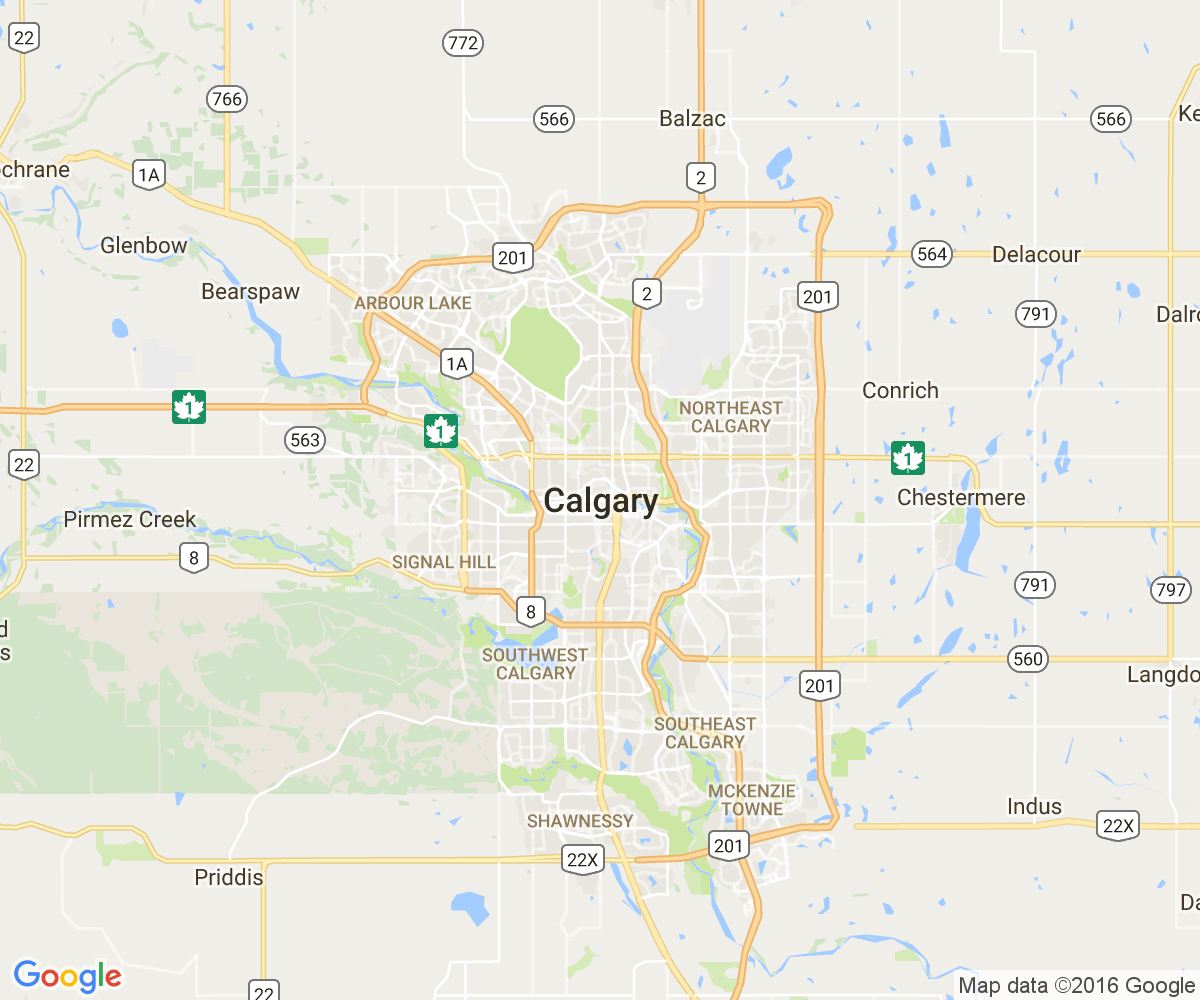 22
772
766
566
Balzac
566
Ke
chrane
1A
2
Glenbow
201
564
Delacour
Bearspaw
2
201
ARBOUR LAKE
791
Dalro
1A
Conrich
1
NORTHEAST
CALGARY
1
563
1
22
Calgary
Chestermere
Pirmez Creek
8
SIGNAL HILL
791
797
8
d
s
SOUTHWEST
CALGARY
560
Langdo
201
SOUTHEAST
CALGARY
MCKENZIE
TOWNE
Indus
SHAWNESSY
22X
201
22X
Priddis
Da
Google
22
Map data ©2016 Google